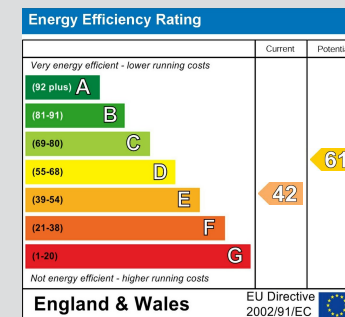 Energy Efficiency Rating
Current
Very energy efficient - lower running costs
(92 plus) A
(81-91) B
(69-80) C
(55-68) D
(39-54) E
(21-38) F
(1-20) G
42
61
Not energy efficient - higher running costs
England & Wales
EU Directive
2002/91/EC